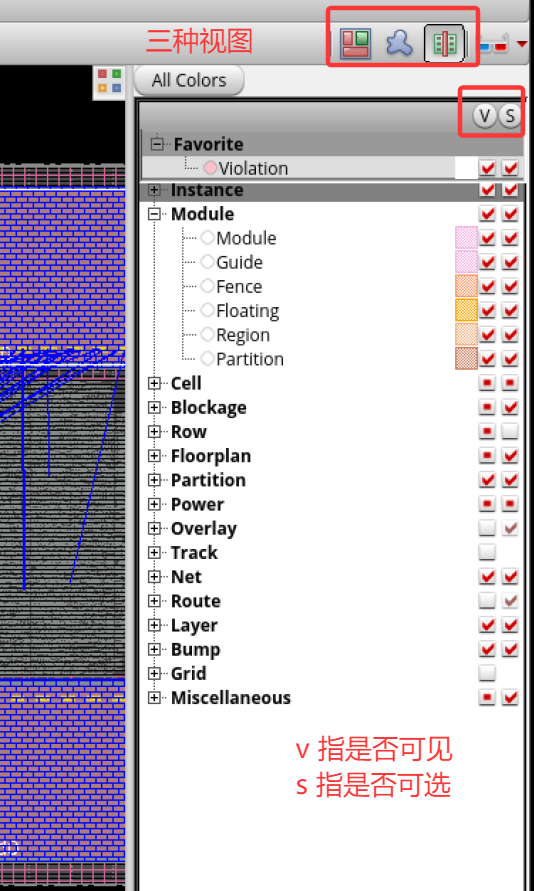 三种视图
All Colors
V S
Favorite
Violation
Instance
Module
Module
Guide
Fence
Floating
Region
Partition
Cell
Blockage
Row
Floorplan
Partition
Power
Overlay
Track
Net
Route
Layer
Bump
Grid
Miscellaneous
v 指是否可见
s 指是否可选